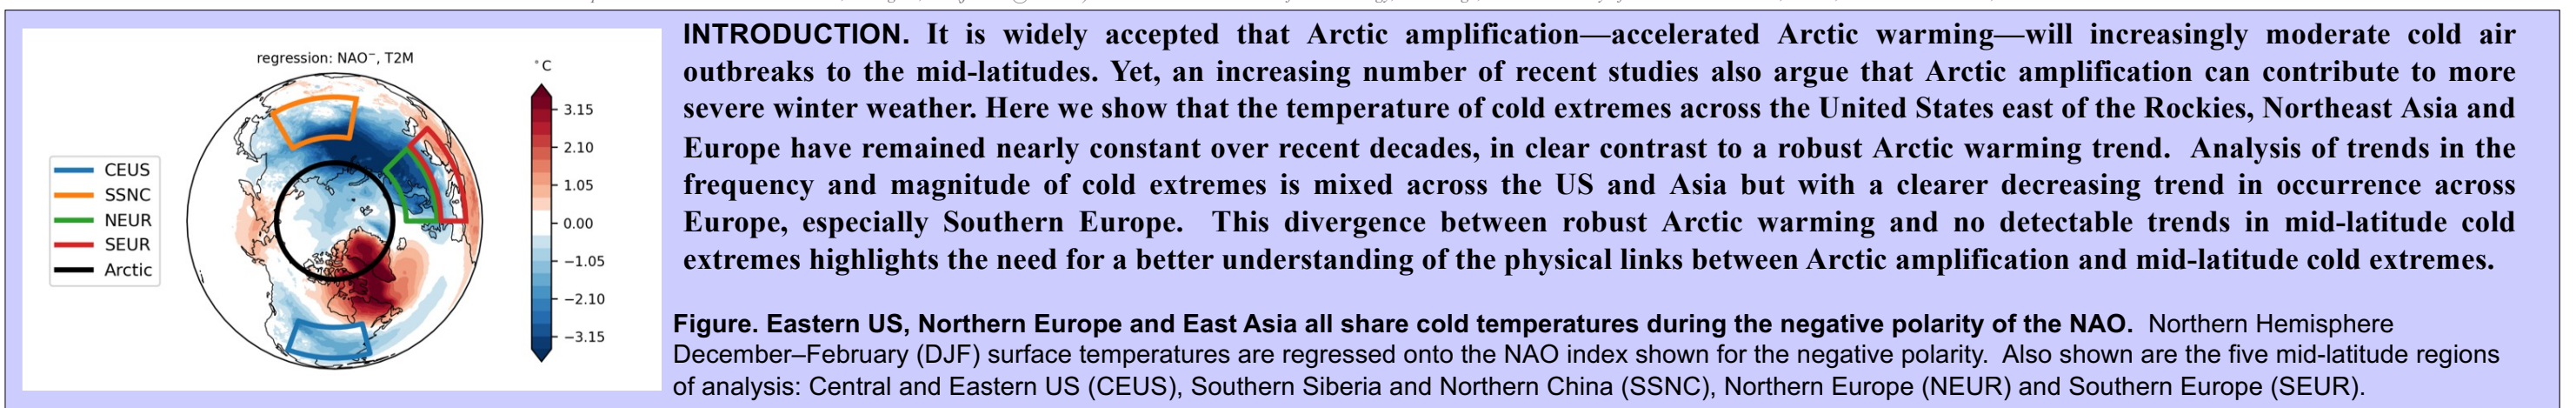 regression: NAO⁻, T2M
°C
3.15
2.10
1.05
0.00
−1.05
−2.10
−3.15
CEUS
SSNC
NEUR
SEUR
Arctic
INTRODUCTION. It is widely accepted that Arctic amplification—accelerated Arctic warming—will increasingly moderate cold air
outbreaks to the mid-latitudes. Yet, an increasing number of recent studies also argue that Arctic amplification can contribute to more
severe winter weather. Here we show that the temperature of cold extremes across the United States east of the Rockies, Northeast Asia and
Europe have remained nearly constant over recent decades, in clear contrast to a robust Arctic warming trend. Analysis of trends in the
frequency and magnitude of cold extremes is mixed across the US and Asia but with a clearer decreasing trend in occurrence across
Europe, especially Southern Europe. This divergence between robust Arctic warming and no detectable trends in mid-latitude cold
extremes highlights the need for a better understanding of the physical links between Arctic amplification and mid-latitude cold extremes.
Figure. Eastern US, Northern Europe and East Asia all share cold temperatures during the negative polarity of the NAO. Northern Hemisphere
December–February (DJF) surface temperatures are regressed onto the NAO index shown for the negative polarity. Also shown are the five mid-latitude regions
of analysis: Central and Eastern US (CEUS), Southern Siberia and Northern China (SSNC), Northern Europe (NEUR) and Southern Europe (SEUR).